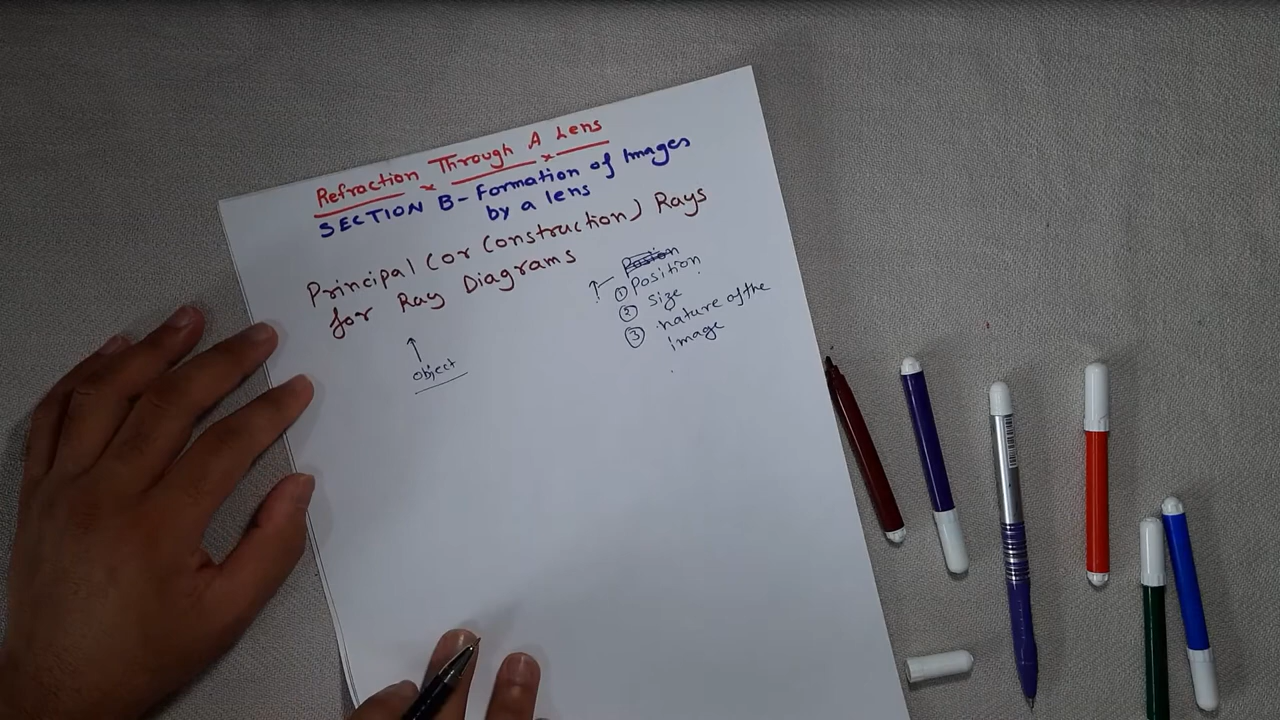 Refraction Through A Lens
SECTION B - Formation of Images
by a lens
Principal (or Construction) Rays
for Ray Diagrams
① Position
② Size
③ nature of the
image
object